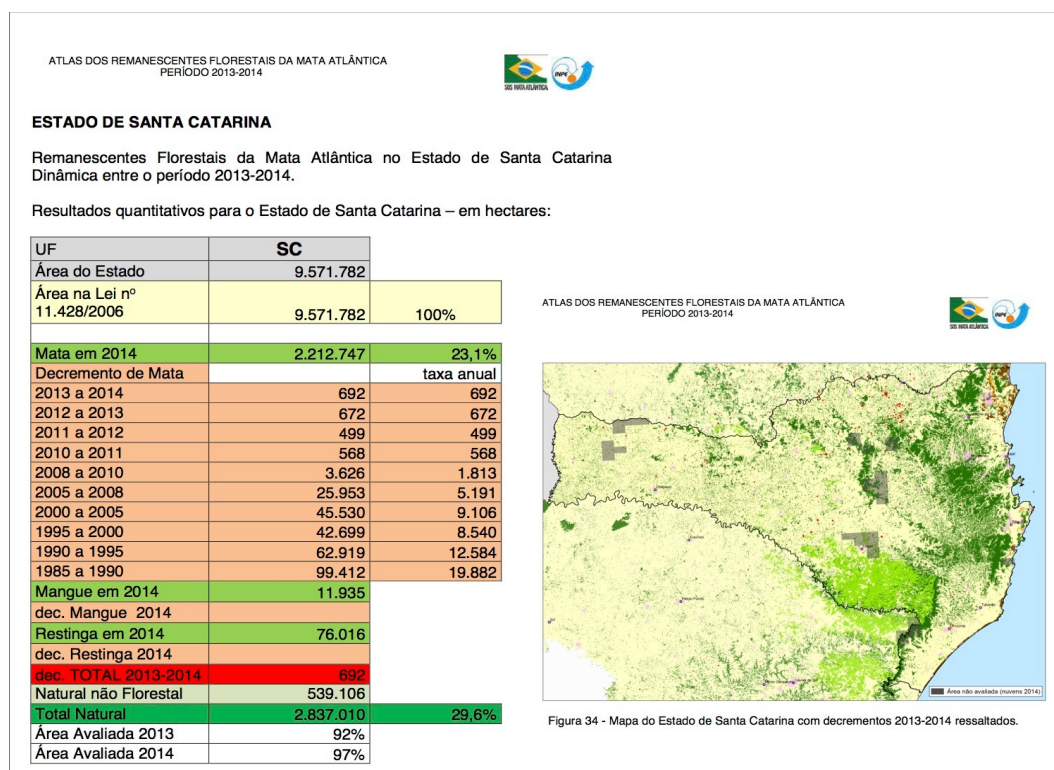 ATLAS DOS REMANESCENTES FLORESTAIS DA MATA ATLÂNTICA
PERÍODO 2013-2014
SOS MATA ATLÂNTICA
INPE
ESTADO DE SANTA CATARINA
Remanescentes Florestais da Mata Atlântica no Estado de Santa Catarina
Dinâmica entre o período 2013-2014.
Resultados quantitativos para o Estado de Santa Catarina – em hectares:
UF SC
Área do Estado 9.571.782
Área na Lei nº
11.428/2006 9.571.782 100%
Mata em 2014 2.212.747 23,1%
Decremento de Mata taxa anual
2013 a 2014 692 692
2012 a 2013 672 672
2011 a 2012 499 499
2010 a 2011 568 568
2008 a 2010 3.626 1.813
2005 a 2008 25.953 5.191
2000 a 2005 45.530 9.106
1995 a 2000 42.699 8.540
1990 a 1995 62.919 12.584
1985 a 1990 99.412 19.882
Mangue em 2014 11.935
dec. Mangue 2014
Restinga em 2014 76.016
dec. Restinga 2014
dec. TOTAL 2013-2014 692
Natural não Florestal 539.106
Total Natural 2.837.010 29,6%
Área Avaliada 2013 92%
Área Avaliada 2014 97%
ATLAS DOS REMANESCENTES FLORESTAIS DA MATA ATLÂNTICA
PERÍODO 2013-2014
SOS MATA ATLÂNTICA
INPE
Área não avaliada (nuvens 2014)
Figura 34 - Mapa do Estado de Santa Catarina com decrementos 2013-2014 ressaltados.